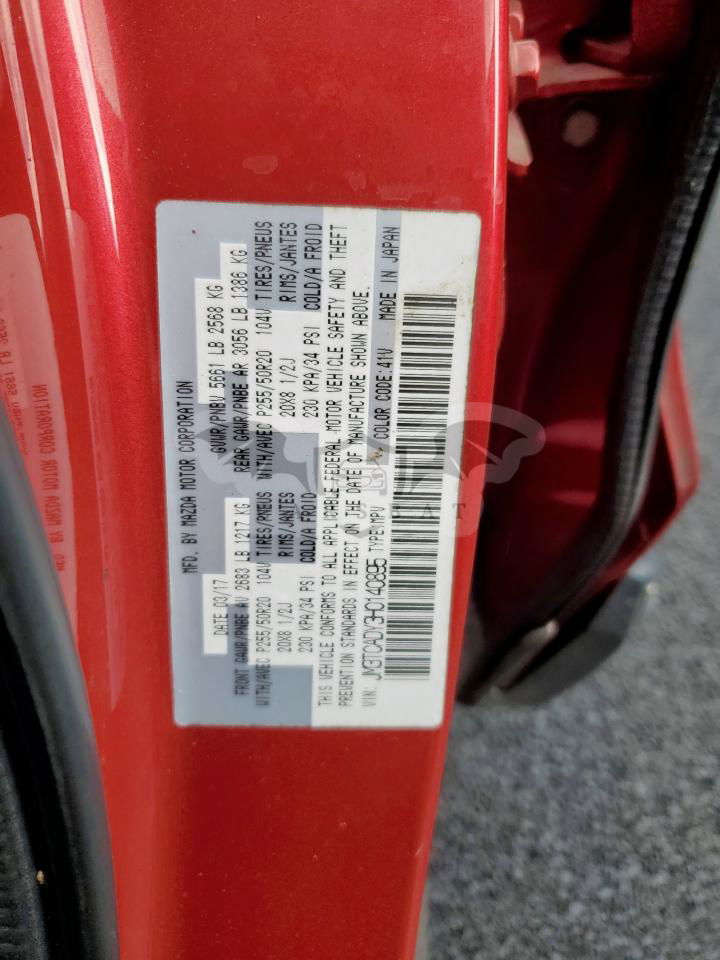 MFD. BY MAZDA MOTOR CORPORATION
DATE 03/17 GVWR/PNBV 5661 LB 2568 KG
FRONT GAWR/PNBE AV 2683 LB 1217 KG REAR GAWR/PNBE AR 3056 LB 1386 KG
WITH/AVEC P255/50R20 104V TIRES/PNEUS WITH/AVEC P255/50R20 104V TIRES/PNEUS
20X8 1/2J RIMS/JANTES 20X8 1/2J RIMS/JANTES
230 KPA/34 PSI COLD/A FROID 230 KPA/34 PSI COLD/A FROID
THIS VEHICLE CONFORMS TO ALL APPLICABLE FEDERAL MOTOR VEHICLE SAFETY AND THEFT
PREVENTION STANDARDS IN EFFECT ON THE DATE OF MANUFACTURE SHOWN ABOVE.
VIN: JM3TCADY3H0140895 TYPE:MPV COLOR CODE:41V MADE IN JAPAN